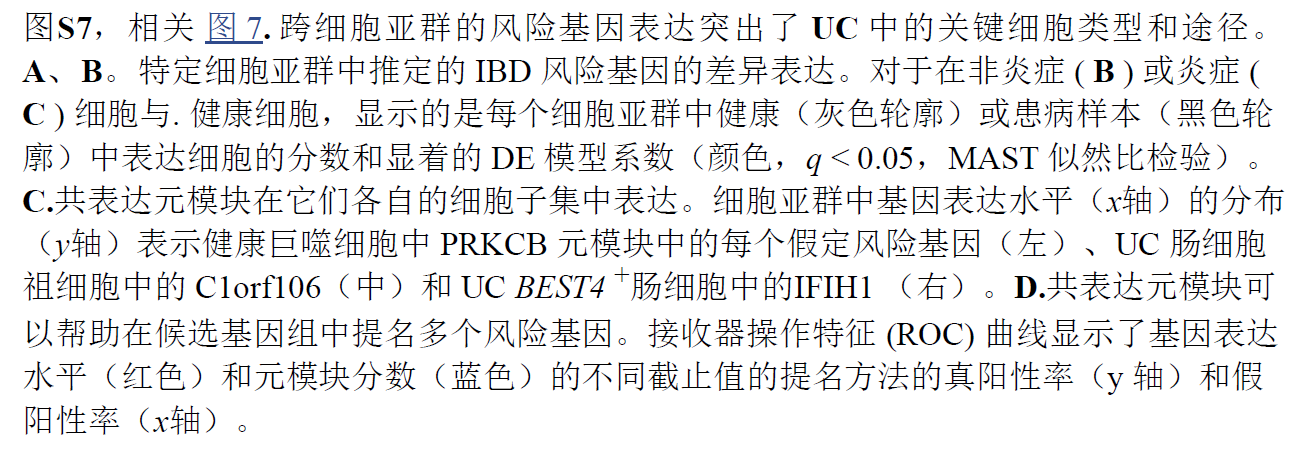 图S7，相关 图 7. 跨细胞亚群的风险基因表达突出了 UC 中的关键细胞类型和途径。
A、B。特定细胞亚群中推定的 IBD 风险基因的差异表达。对于在非炎症 ( B ) 或炎症 (
C ) 细胞与. 健康细胞，显示的是每个细胞亚群中健康（灰色轮廓）或患病样本（黑色轮
廓）中表达细胞的分数和显着的 DE 模型系数（颜色，q < 0.05，MAST 似然比检验）。
C.共表达元模块在它们各自的细胞子集中表达。细胞亚群中基因表达水平（x轴）的分布
（y轴）表示健康巨噬细胞中 PRKCB 元模块中的每个假定风险基因（左）、UC 肠细胞
祖细胞中的 C1orf106（中）和 UC BEST4 +肠细胞中的IFIH1 （右）。D.共表达元模块可
以帮助在候选基因组中提名多个风险基因。接收器操作特征 (ROC) 曲线显示了基因表达
水平（红色）和元模块分数（蓝色）的不同截止值的提名方法的真阳性率（y 轴）和假
阳性率（x轴）。